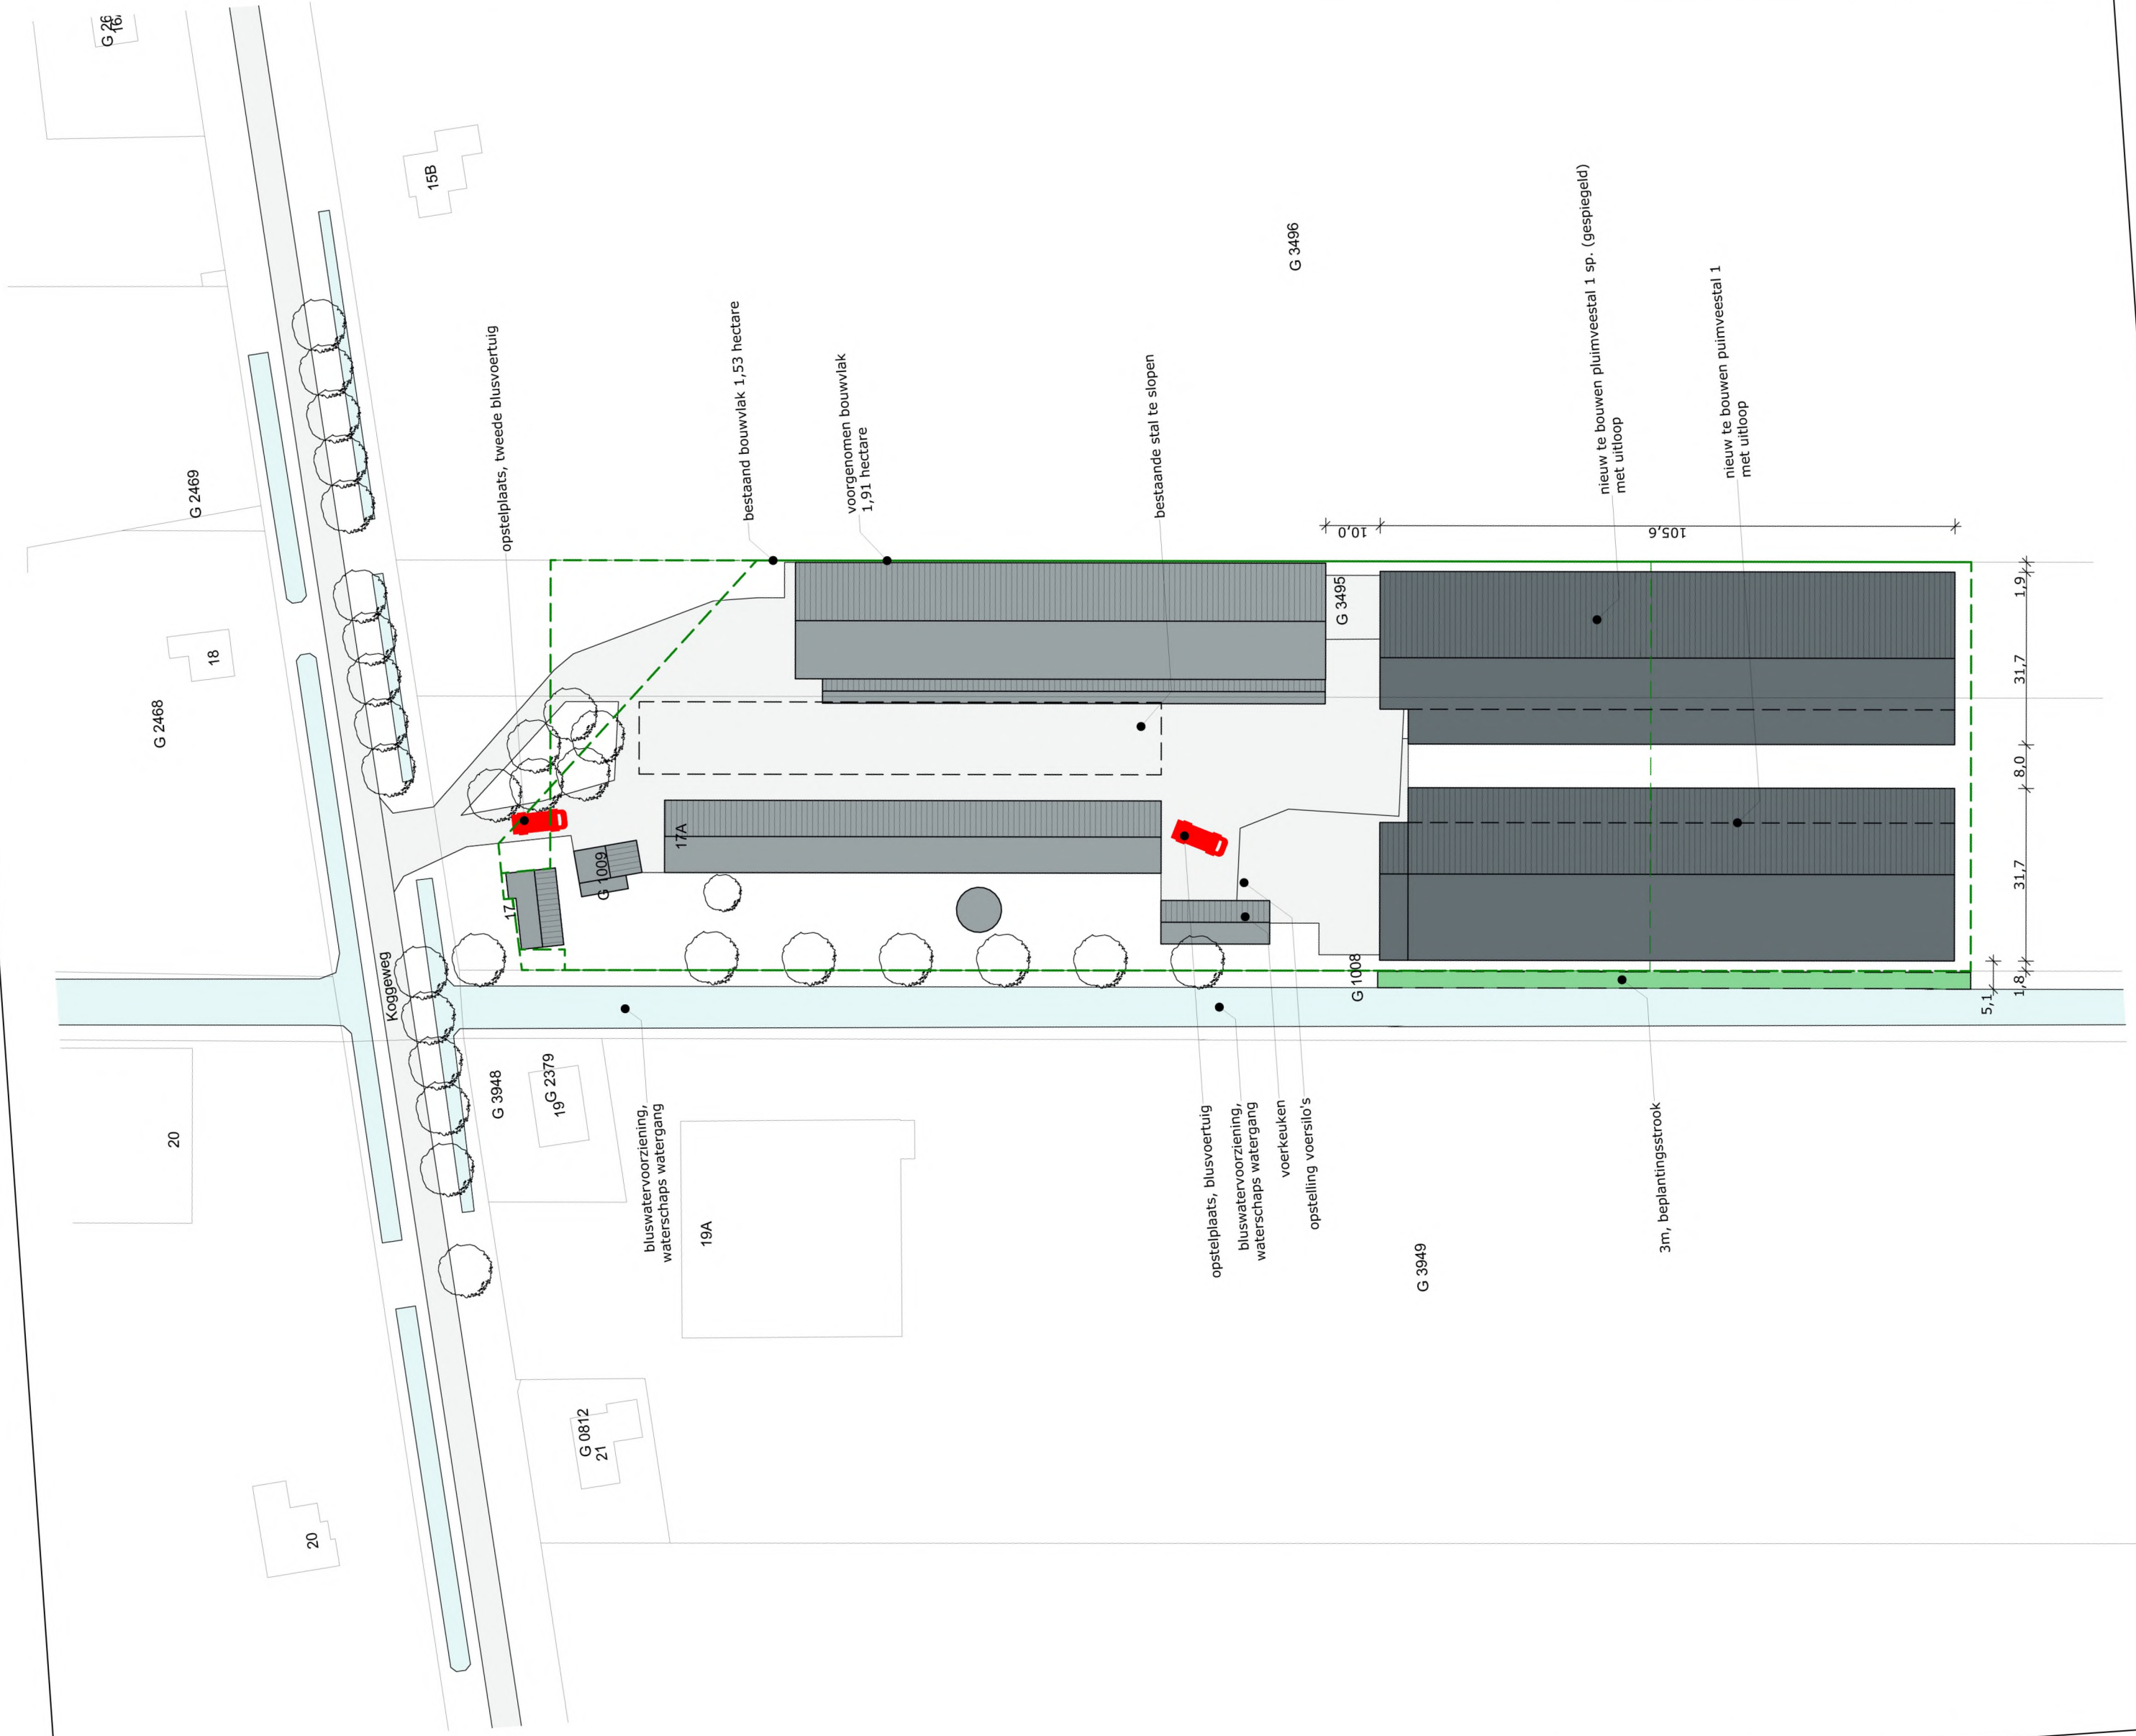 G 26
16A
15B
G 2469
18
G 2468
20
20
Koggeweg
G 3496
opstelplaats, tweede blusvoertuig
bestaand bouwvlak 1,53 hectare
voorgenomen bouwvlak
1,91 hectare
bestaande stal te slopen
nieuw te bouwen pluimveestal 1 sp. (gespiegeld)
met uitloop
nieuw te bouwen puimveestal 1
met uitloop
10,0
105,6
G 3495
1,9
31,7
8,0
31,7
1,8
5,1
17A
G 1009
17
G 1008
G 3948
G 2379
19
bluswatervoorziening,
waterschaps watergang
19A
opstelplaats, blusvoertuig
bluswatervoorziening,
waterschaps watergang
voerkeuken
opstelling voersilo's
3m, beplantingsstrook
G 3949
G 0812
21